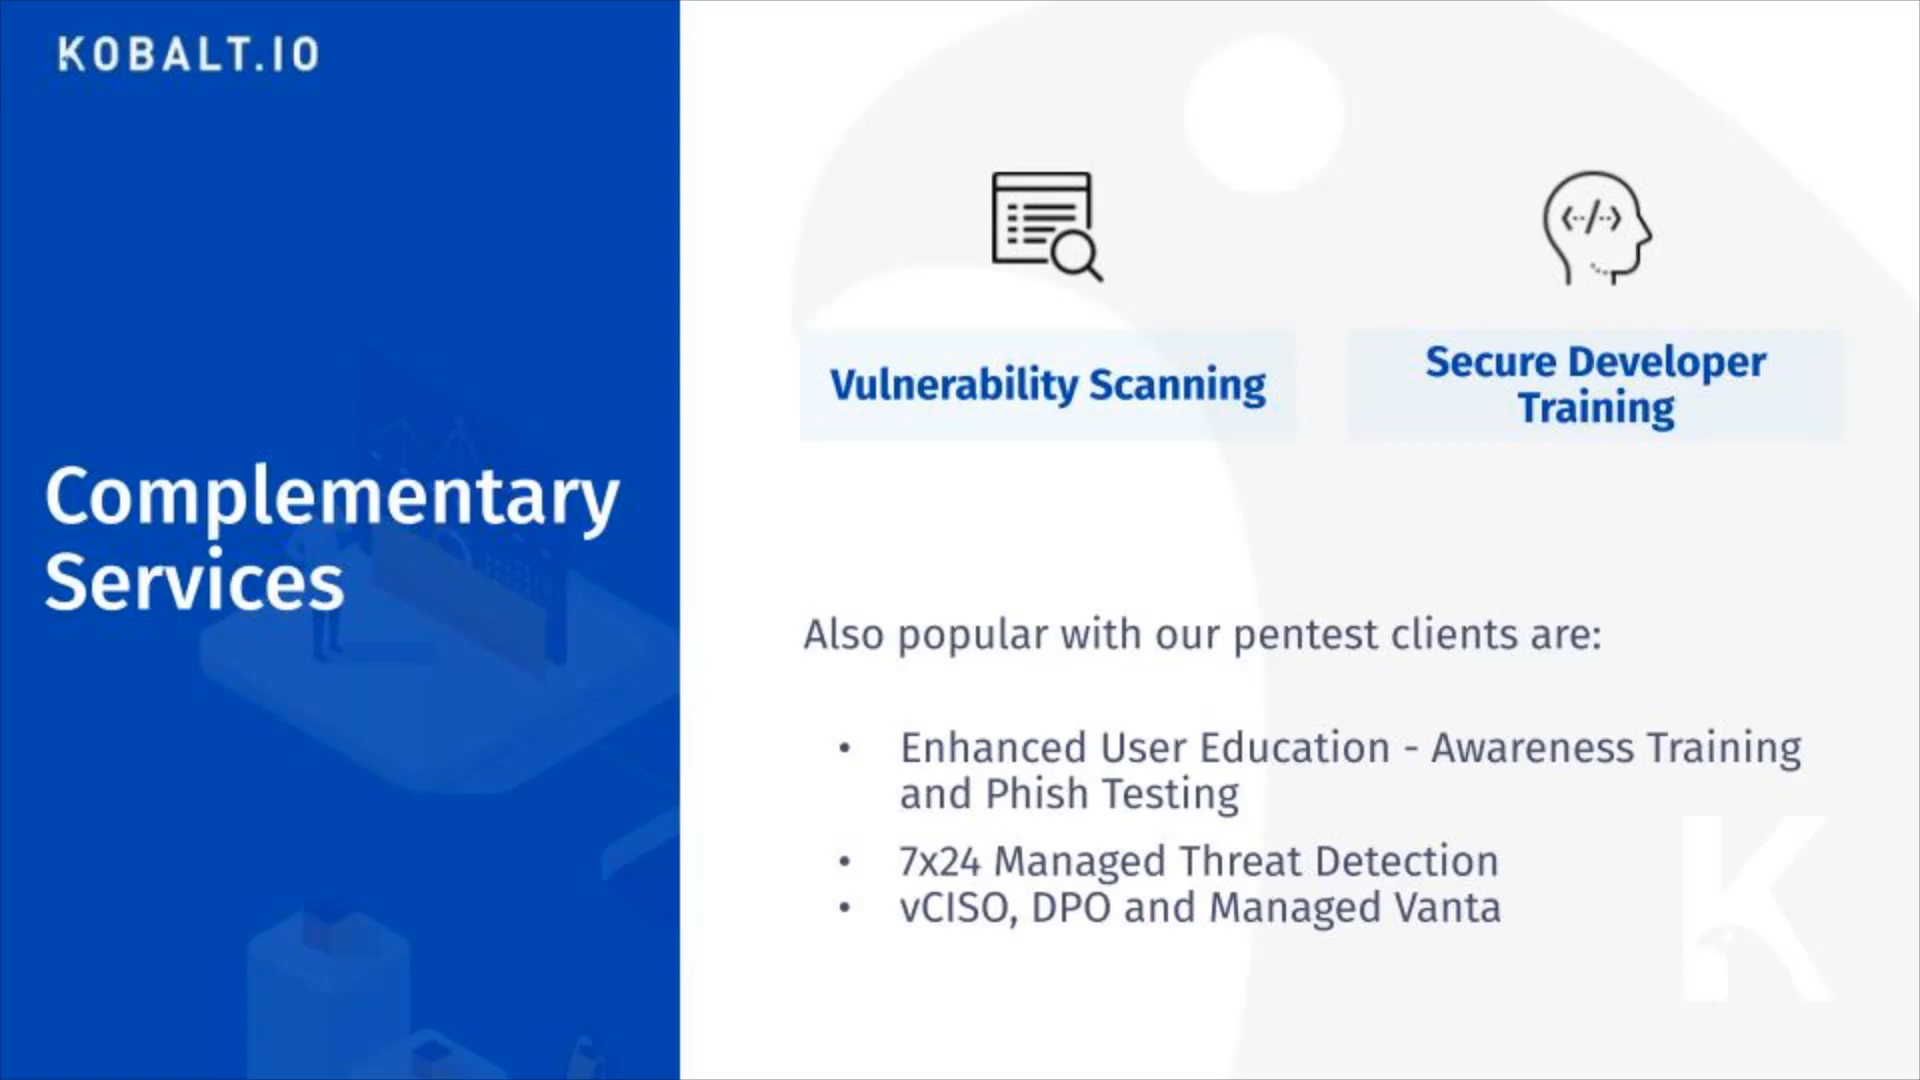 KOBALT.IO
Complementary
Services
Vulnerability Scanning
Secure Developer
Training
Also popular with our pentest clients are:
• Enhanced User Education - Awareness Training
and Phish Testing
• 7x24 Managed Threat Detection
• vCISO, DPO and Managed Vanta